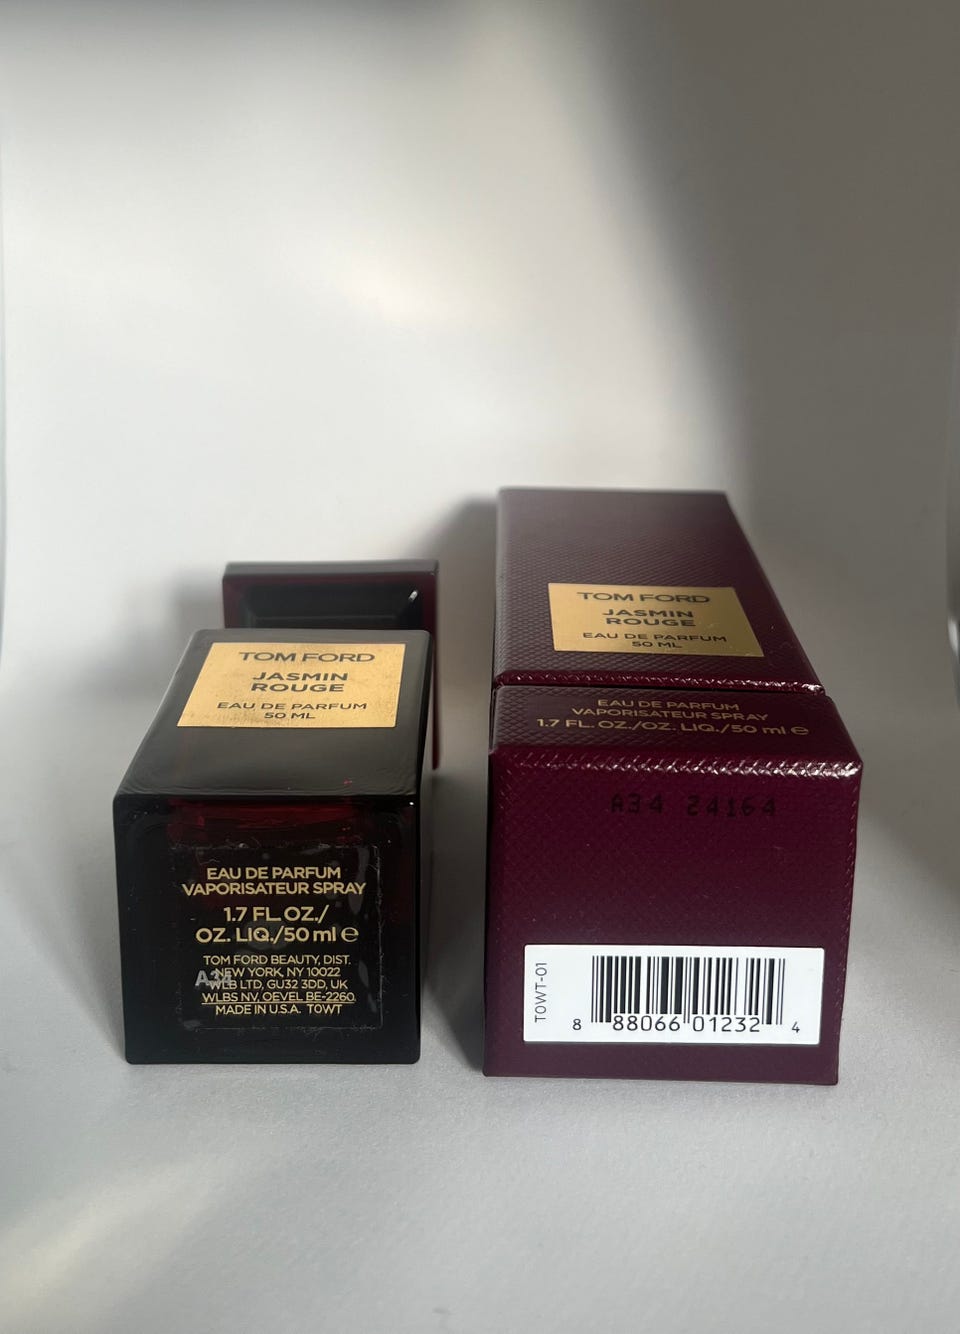 TOM FORD
JASMIN
ROUGE
EAU DE PARFUM
50 ML
EAU DE PARFUM
VAPORISATEUR SPRAY
1.7 FL. OZ./
OZ. LIQ./50 ml ℮
TOM FORD BEAUTY, DIST.
NEW YORK, NY 10022
WLB LTD, GU32 3DD, UK
WLBS NV. OEVEL BE-2260
MADE IN U.S.A. T0WT
A34
TOM FORD
JASMIN
ROUGE
EAU DE PARFUM
50 ML
EAU DE PARFUM
VAPORISATEUR SPRAY
1.7 FL. OZ./OZ. LIQ./50 ml ℮
A34 24164
T0WT-01
8 88066 01232 4